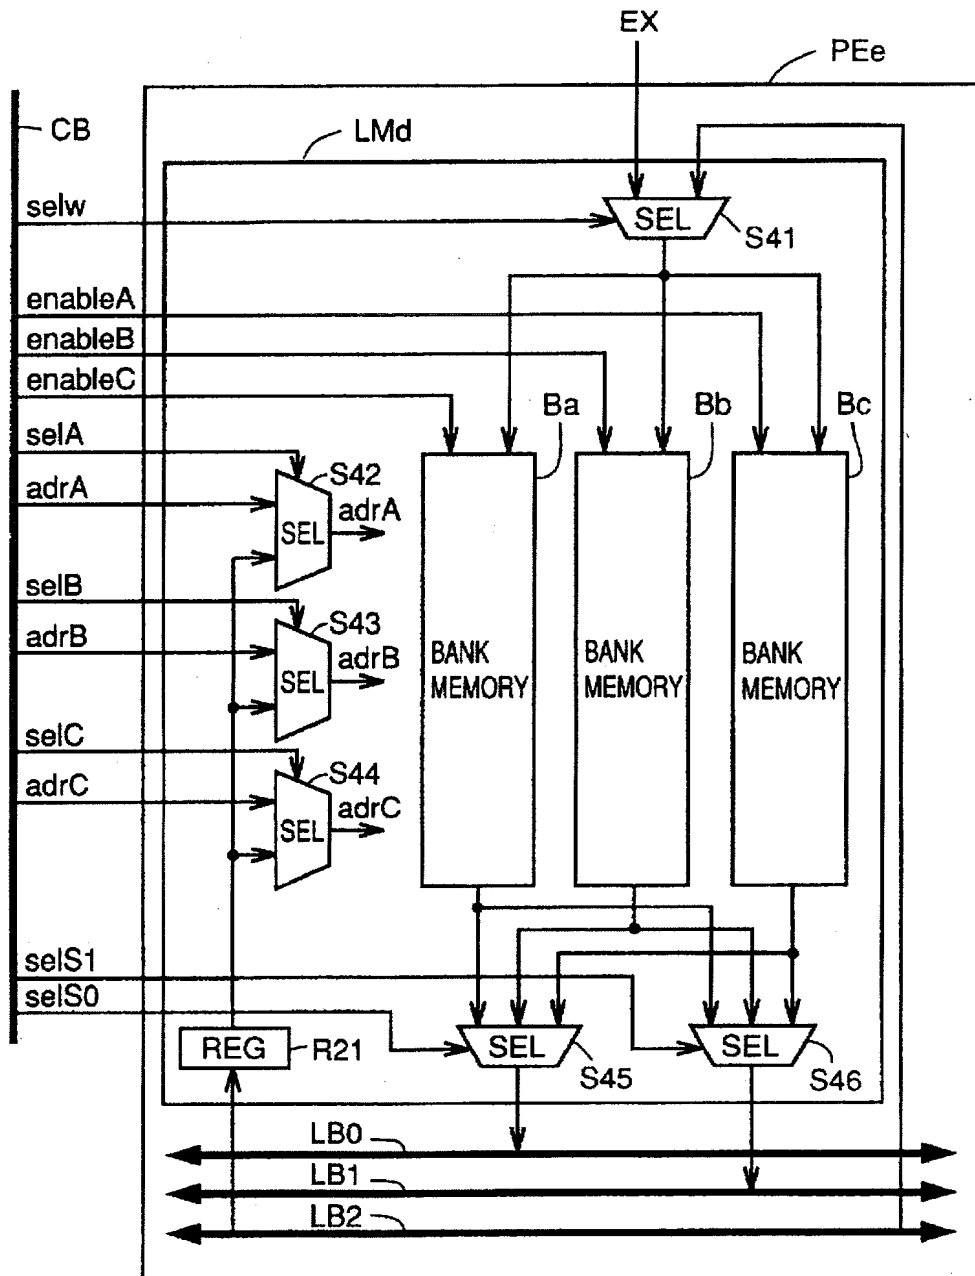 EX
PEe
CB
LMd
selw
SEL
S41
enableA
enableB
enableC
Ba
Bb
Bc
selA
S42
adrA
SEL
adrA
selB
S43
adrB
SEL
adrB
BANK
MEMORY
BANK
MEMORY
BANK
MEMORY
selC
S44
adrC
SEL
adrC
selS1
selS0
REG
R21
SEL
S45
SEL
S46
LB0
LB1
LB2